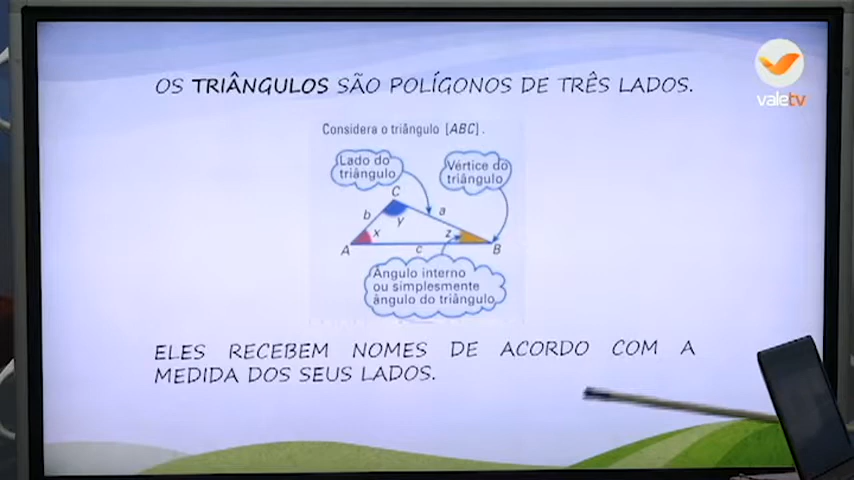 OS TRIÂNGULOS SÃO POLÍGONOS DE TRÊS LADOS.
valetv
Considera o triângulo [ABC].
Lado do
triângulo
Vértice do
triângulo
C
b
a
y
x
z
A
c
B
Ângulo interno
ou simplesmente
ângulo do triângulo
ELES RECEBEM NOMES DE ACORDO COM A
MEDIDA DOS SEUS LADOS.